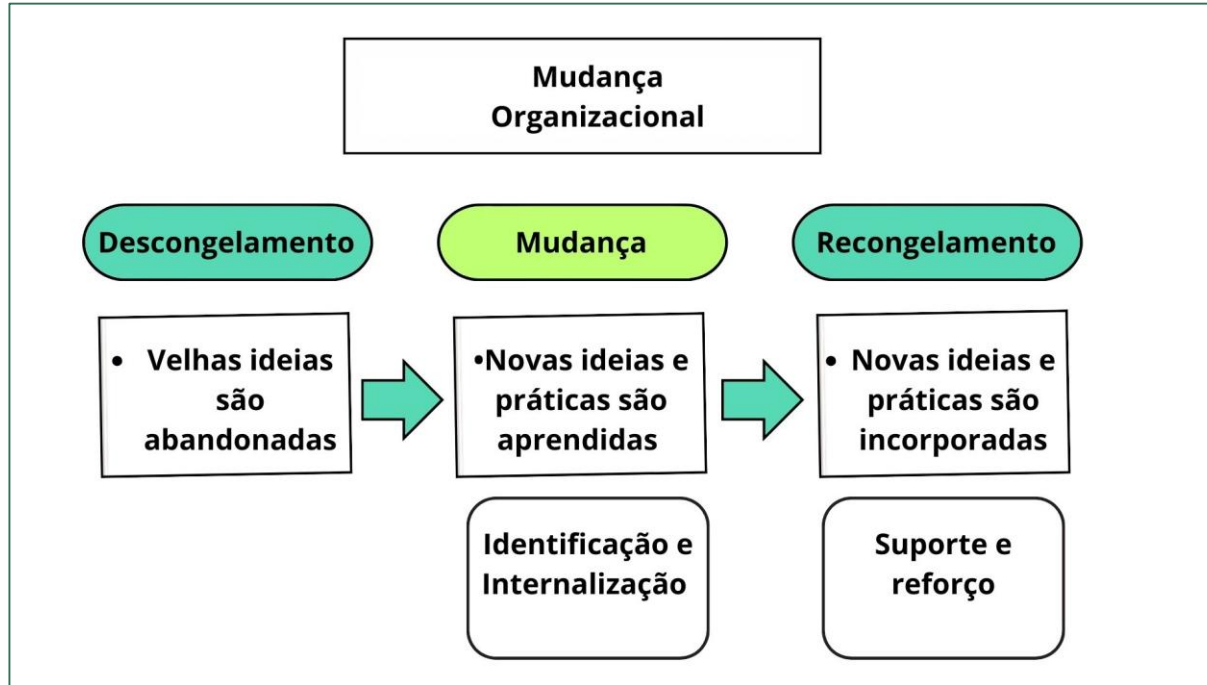 Mudança
Organizacional
Descongelamento
Mudança
Recongelamento
• Velhas ideias
são
abandonadas
•Novas ideias e
práticas são
aprendidas
• Novas ideias e
práticas são
incorporadas
Identificação e
Internalização
Suporte e
reforço